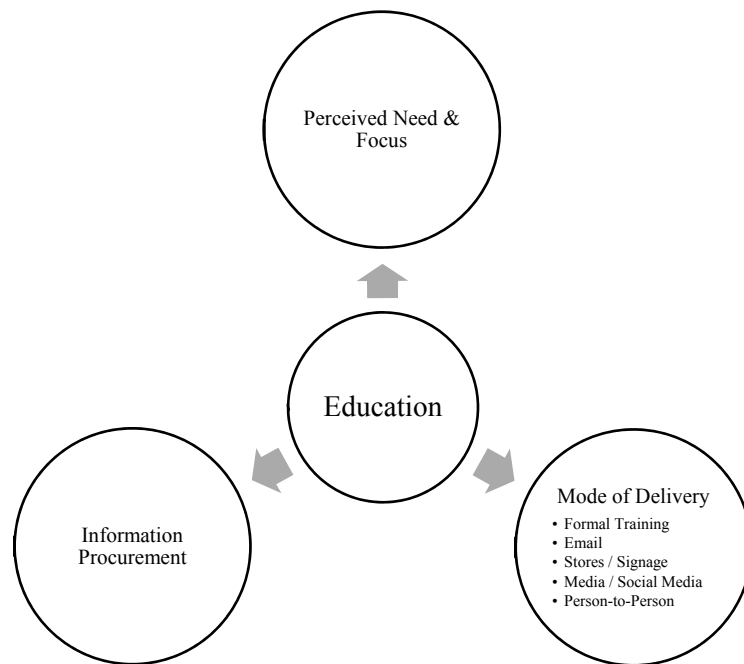 Perceived Need &
Focus
Education
Information
Procurement
Mode of Delivery
• Formal Training
• Email
• Stores / Signage
• Media / Social Media
• Person-to-Person